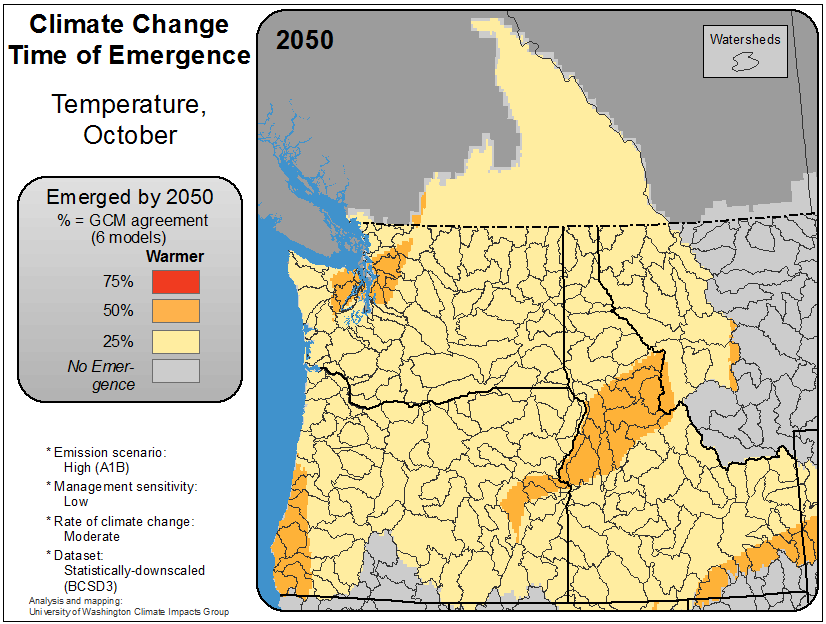 Climate Change
Time of Emergence
Temperature,
October
Emerged by 2050
% = GCM agreement
(6 models)
Warmer
75%
50%
25%
No Emer-
gence
* Emission scenario:
High (A1B)
* Management sensitivity:
Low
* Rate of climate change:
Moderate
* Dataset:
Statistically-downscaled
(BCSD3)
Analysis and mapping:
University of Washington Climate Impacts Group
2050
Watersheds